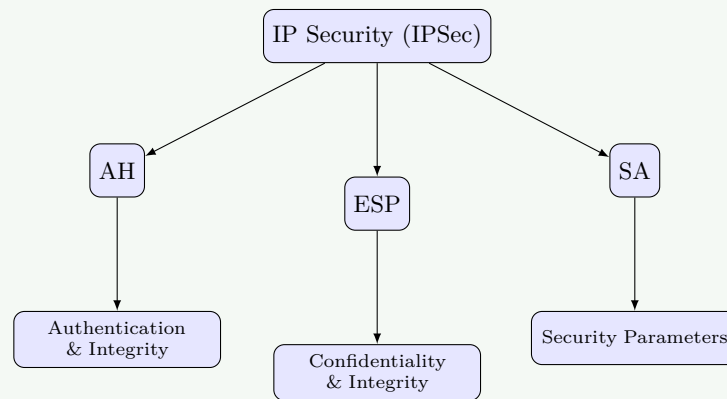 IP Security (IPSec)
AH
SA
ESP
Authentication
& Integrity
Security Parameters
Confidentiality
& Integrity